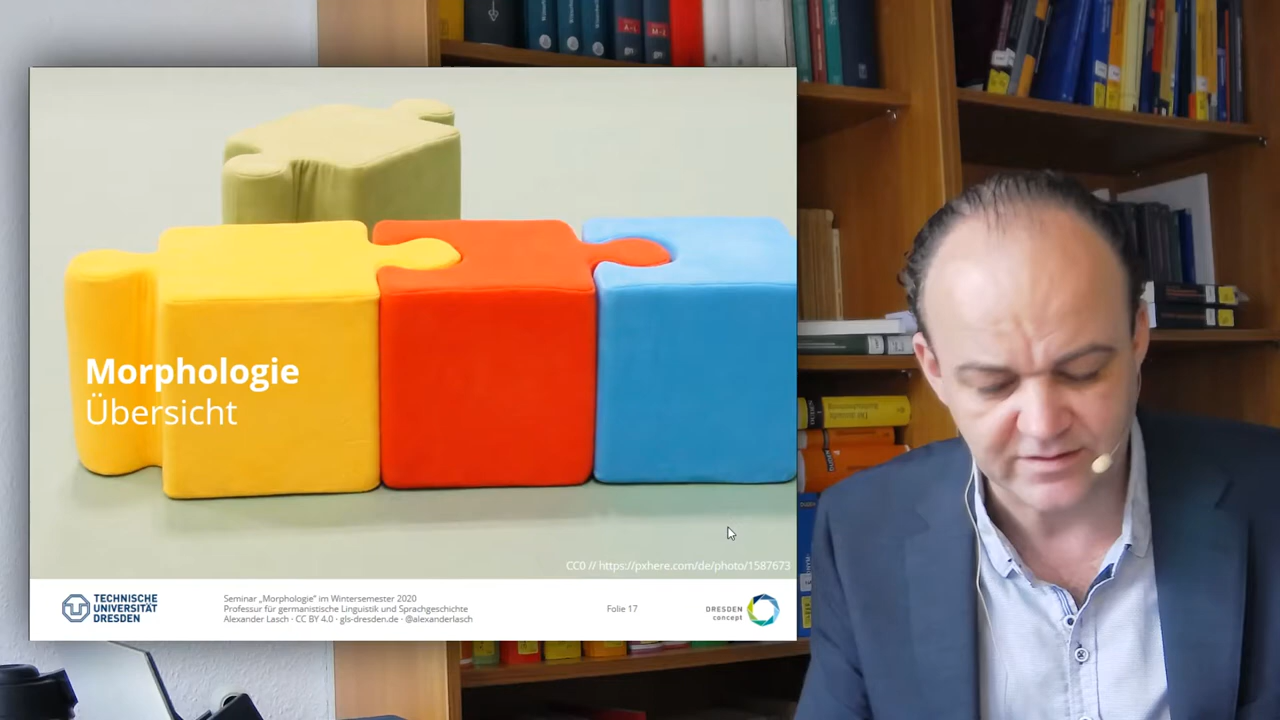 Morphologie
Übersicht
CC0 // https://pxhere.com/de/photo/1587673
TECHNISCHE
UNIVERSITÄT
DRESDEN
Seminar „Morphologie“ im Wintersemester 2020
Professur für germanistische Linguistik und Sprachgeschichte
Alexander Lasch · CC BY 4.0 · gls-dresden.de · @alexanderlasch
Folie 17
DRESDEN
concept